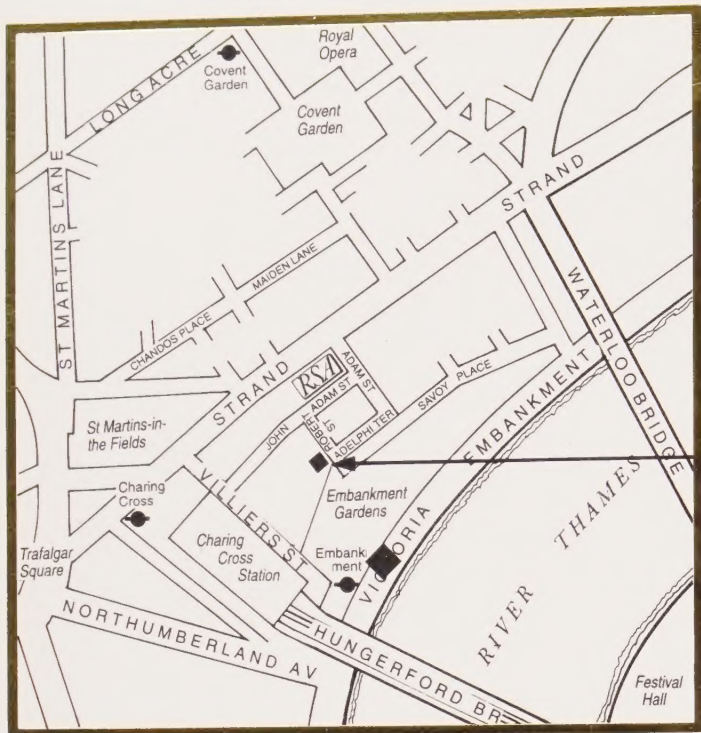 Royal
Opera
Covent
Garden
LONG ACRE
Covent
Garden
STRAND
ST MARTINS LANE
MAIDEN LANE
CHANDOS PLACE
WATERLOO BRIDGE
STRAND
RSA
ADAM ST
ADAM ST
JOHN
ROBERT
ST
ADELPHI TER
SAVOY PLACE
VICTORIA EMBANKMENT
St Martins-in-
the Fields
Charing
Cross
VILLIERS ST
Embankment
Gardens
Charing
Cross
Station
Embank
ment
Trafalgar
Square
NORTHUMBERLAND AV
HUNGERFORD BR
RIVER THAMES
Festival
Hall